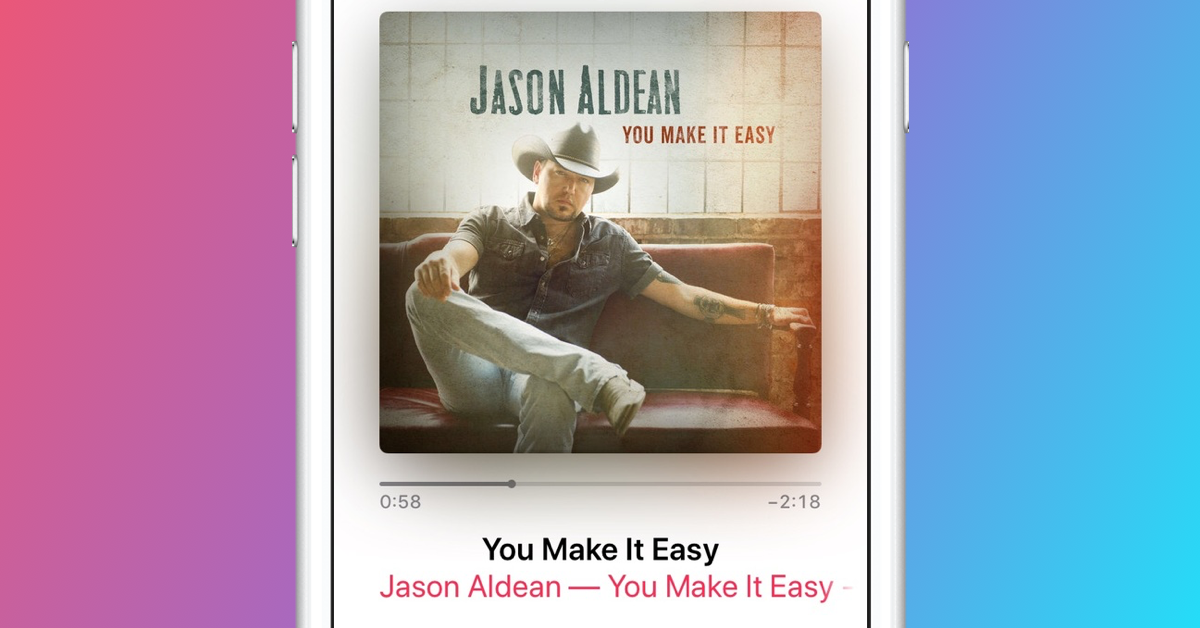 JASON ALDEAN
YOU MAKE IT EASY
0:58
−2:18
You Make It Easy
Jason Aldean — You Make It Easy -